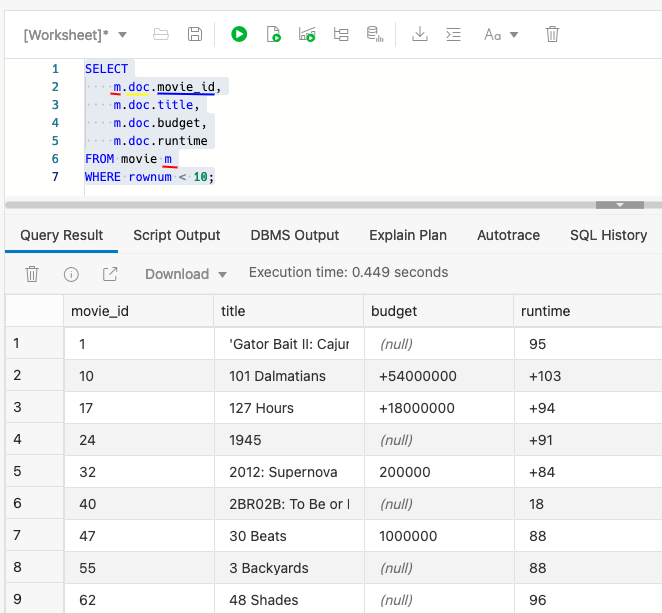 [Worksheet]*
Aa
1 SELECT
2 m.doc.movie_id,
3 m.doc.title,
4 m.doc.budget,
5 m.doc.runtime
6 FROM movie m
7 WHERE rownum < 10;
Query Result Script Output DBMS Output Explain Plan Autotrace SQL History
Download Execution time: 0.449 seconds
movie_id title budget runtime
1 1 'Gator Bait II: Cajun (null) 95
2 10 101 Dalmatians +54000000 +103
3 17 127 Hours +18000000 +94
4 24 1945 (null) +91
5 32 2012: Supernova 200000 +84
6 40 2BR02B: To Be or (null) 18
7 47 30 Beats 1000000 88
8 55 3 Backyards (null) 88
9 62 48 Shades (null) 96